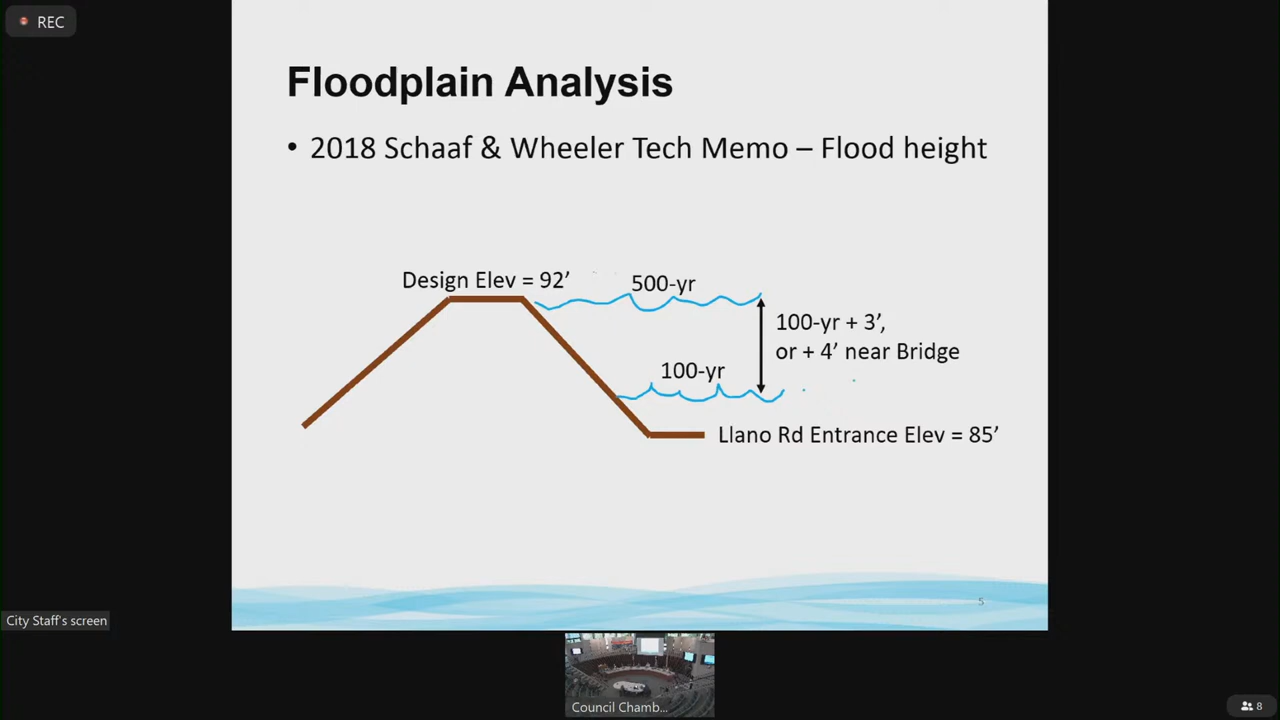 REC
Floodplain Analysis
• 2018 Schaaf & Wheeler Tech Memo – Flood height
Design Elev = 92’
500-yr
100-yr + 3’,
or + 4’ near Bridge
100-yr
Llano Rd Entrance Elev = 85’
5
City Staff's screen
Council Chamb...
8